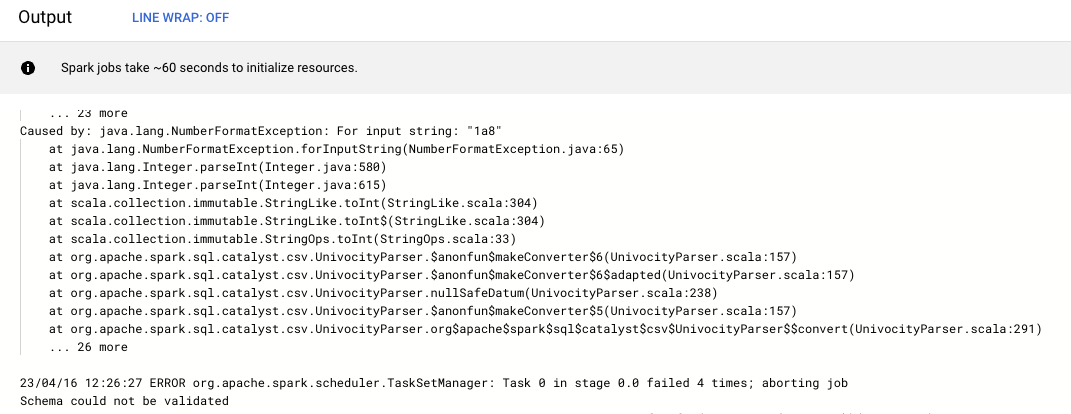 Output
LINE WRAP: OFF
Spark jobs take ~60 seconds to initialize resources.
... 23 more
Caused by: java.lang.NumberFormatException: For input string: "1a8"
at java.lang.NumberFormatException.forInputString(NumberFormatException.java:65)
at java.lang.Integer.parseInt(Integer.java:580)
at java.lang.Integer.parseInt(Integer.java:615)
at scala.collection.immutable.StringLike.toInt(StringLike.scala:304)
at scala.collection.immutable.StringLike.toInt$(StringLike.scala:304)
at scala.collection.immutable.StringOps.toInt(StringOps.scala:33)
at org.apache.spark.sql.catalyst.csv.UnivocityParser.$anonfun$makeConverter$6(UnivocityParser.scala:157)
at org.apache.spark.sql.catalyst.csv.UnivocityParser.$anonfun$makeConverter$6$adapted(UnivocityParser.scala:157)
at org.apache.spark.sql.catalyst.csv.UnivocityParser.nullSafeDatum(UnivocityParser.scala:238)
at org.apache.spark.sql.catalyst.csv.UnivocityParser.$anonfun$makeConverter$5(UnivocityParser.scala:157)
at org.apache.spark.sql.catalyst.csv.UnivocityParser.org$apache$spark$sql$catalyst$csv$UnivocityParser$$convert(UnivocityParser.scala:291)
... 26 more
23/04/16 12:26:27 ERROR org.apache.spark.scheduler.TaskSetManager: Task 0 in stage 0.0 failed 4 times; aborting job
Schema could not be validated